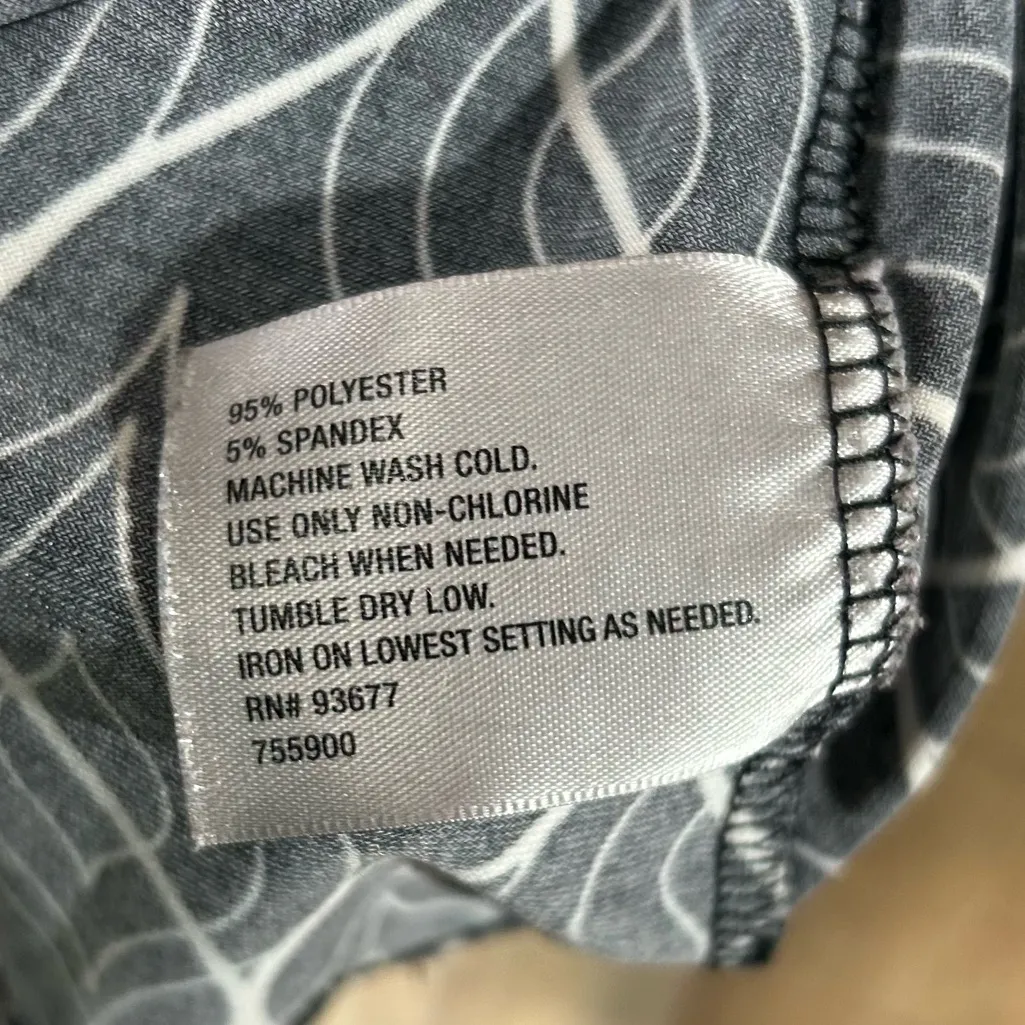 95% POLYESTER
5% SPANDEX
MACHINE WASH COLD.
USE ONLY NON-CHLORINE
BLEACH WHEN NEEDED.
TUMBLE DRY LOW.
IRON ON LOWEST SETTING AS NEEDED.
RN# 93677
755900